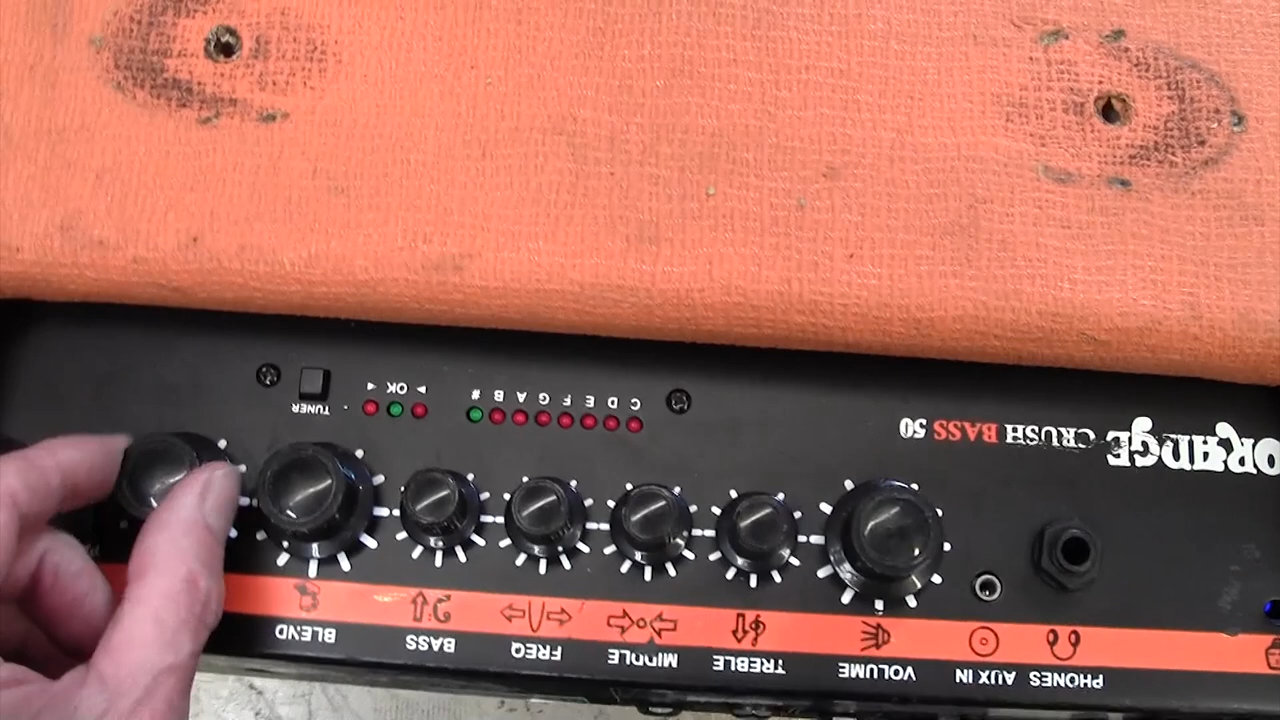 ORANGE CRUSH BASS 50
C D E F G A B #
OK
TUNER
PHONES AUX IN VOLUME TREBLE MIDDLE FREQ BASS BLEND